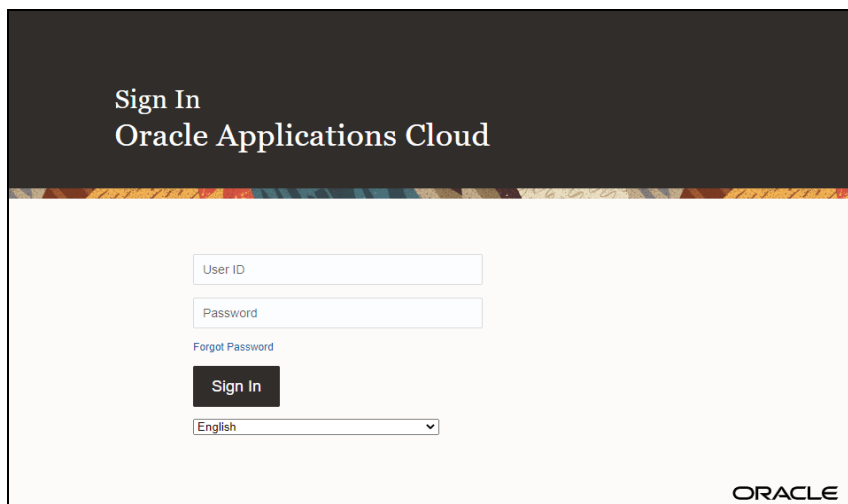 Sign In
Oracle Applications Cloud
User ID
Password
Forgot Password
Sign In
English
ORACLE